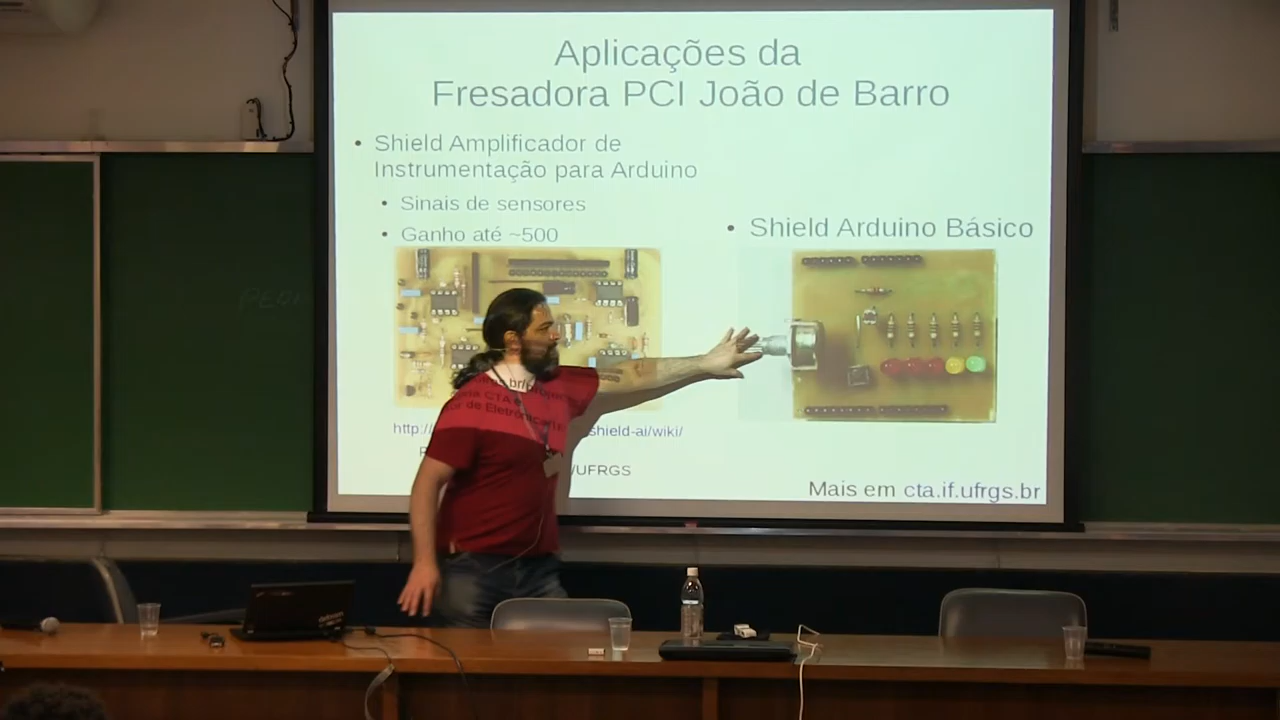 Aplicações da
Fresadora PCI João de Barro
• Shield Amplificador de
Instrumentação para Arduino
• Sinais de sensores
• Ganho até ~500
• Shield Arduino Básico
http:/
shield-ai/wiki/
/UFRGS
Mais em cta.if.ufrgs.br